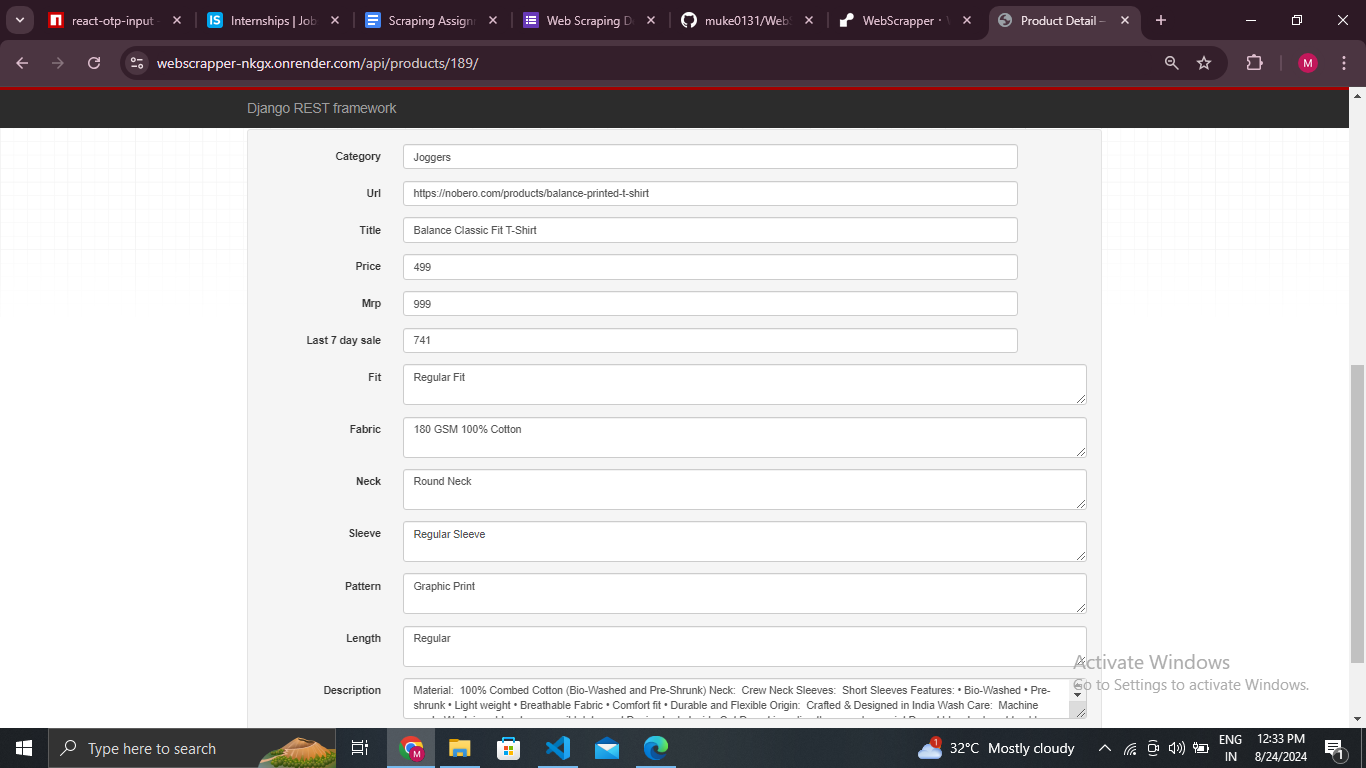 react-otp-input
Internships | Job
Scraping Assign
Web Scraping D
muke0131/Web
WebScrapper ·
Product Detail –
webscrapper-nkgx.onrender.com/api/products/189/
M
Django REST framework
Category Joggers
Url https://nobero.com/products/balance-printed-t-shirt
Title Balance Classic Fit T-Shirt
Price 499
Mrp 999
Last 7 day sale 741
Fit Regular Fit
Fabric 180 GSM 100% Cotton
Neck Round Neck
Sleeve Regular Sleeve
Pattern Graphic Print
Length Regular
Description Material: 100% Combed Cotton (Bio-Washed and Pre-Shrunk) Neck: Crew Neck Sleeves: Short Sleeves Features: • Bio-Washed • Pre-
shrunk • Light weight • Breathable Fabric • Comfort fit • Durable and Flexible Origin: Crafted & Designed in India Wash Care: Machine
Activate Windows
Go to Settings to activate Windows.
Type here to search
M
1
32°C Mostly cloudy
ENG
IN
12:33 PM
8/24/2024
1